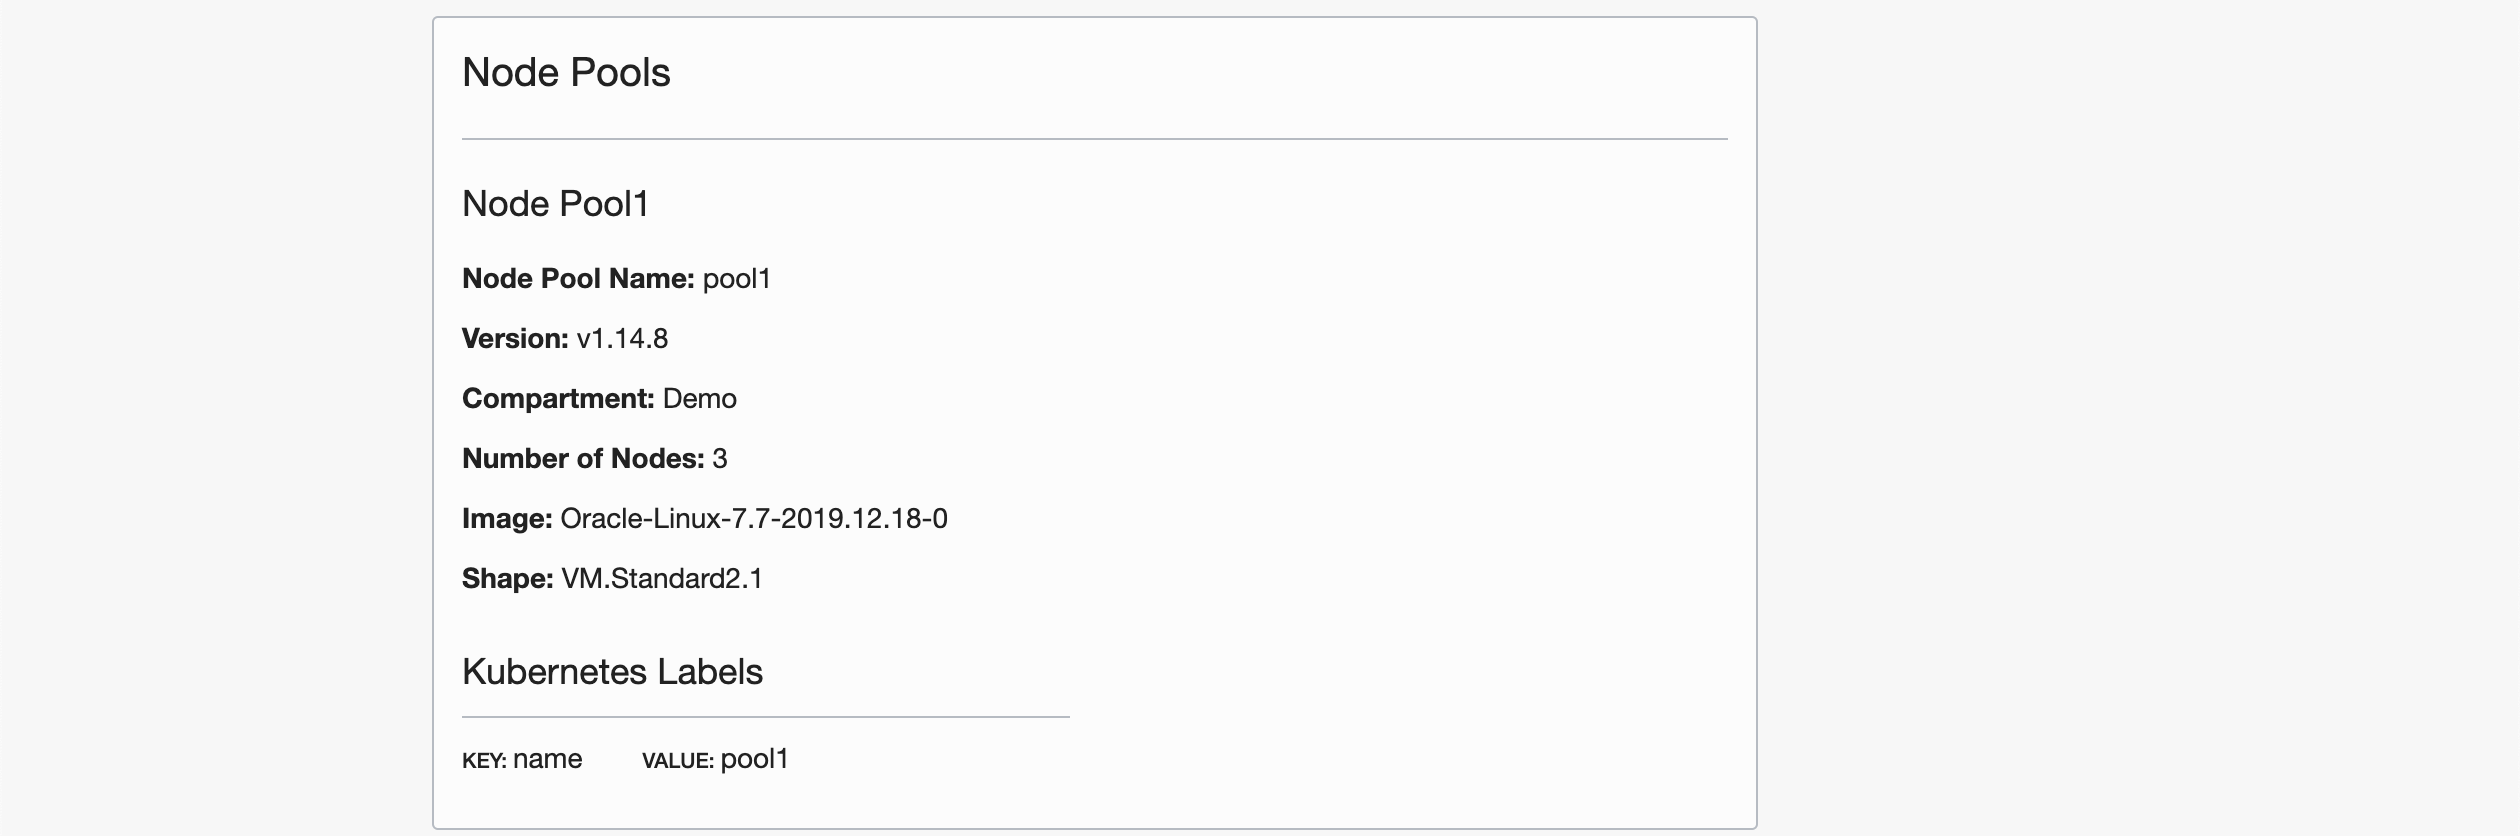 Node Pools
Node Pool1
Node Pool Name: pool1
Version: v1.14.8
Compartment: Demo
Number of Nodes: 3
Image: Oracle-Linux-7.7-2019.12.18-0
Shape: VM.Standard2.1
Kubernetes Labels
KEY: name VALUE: pool1